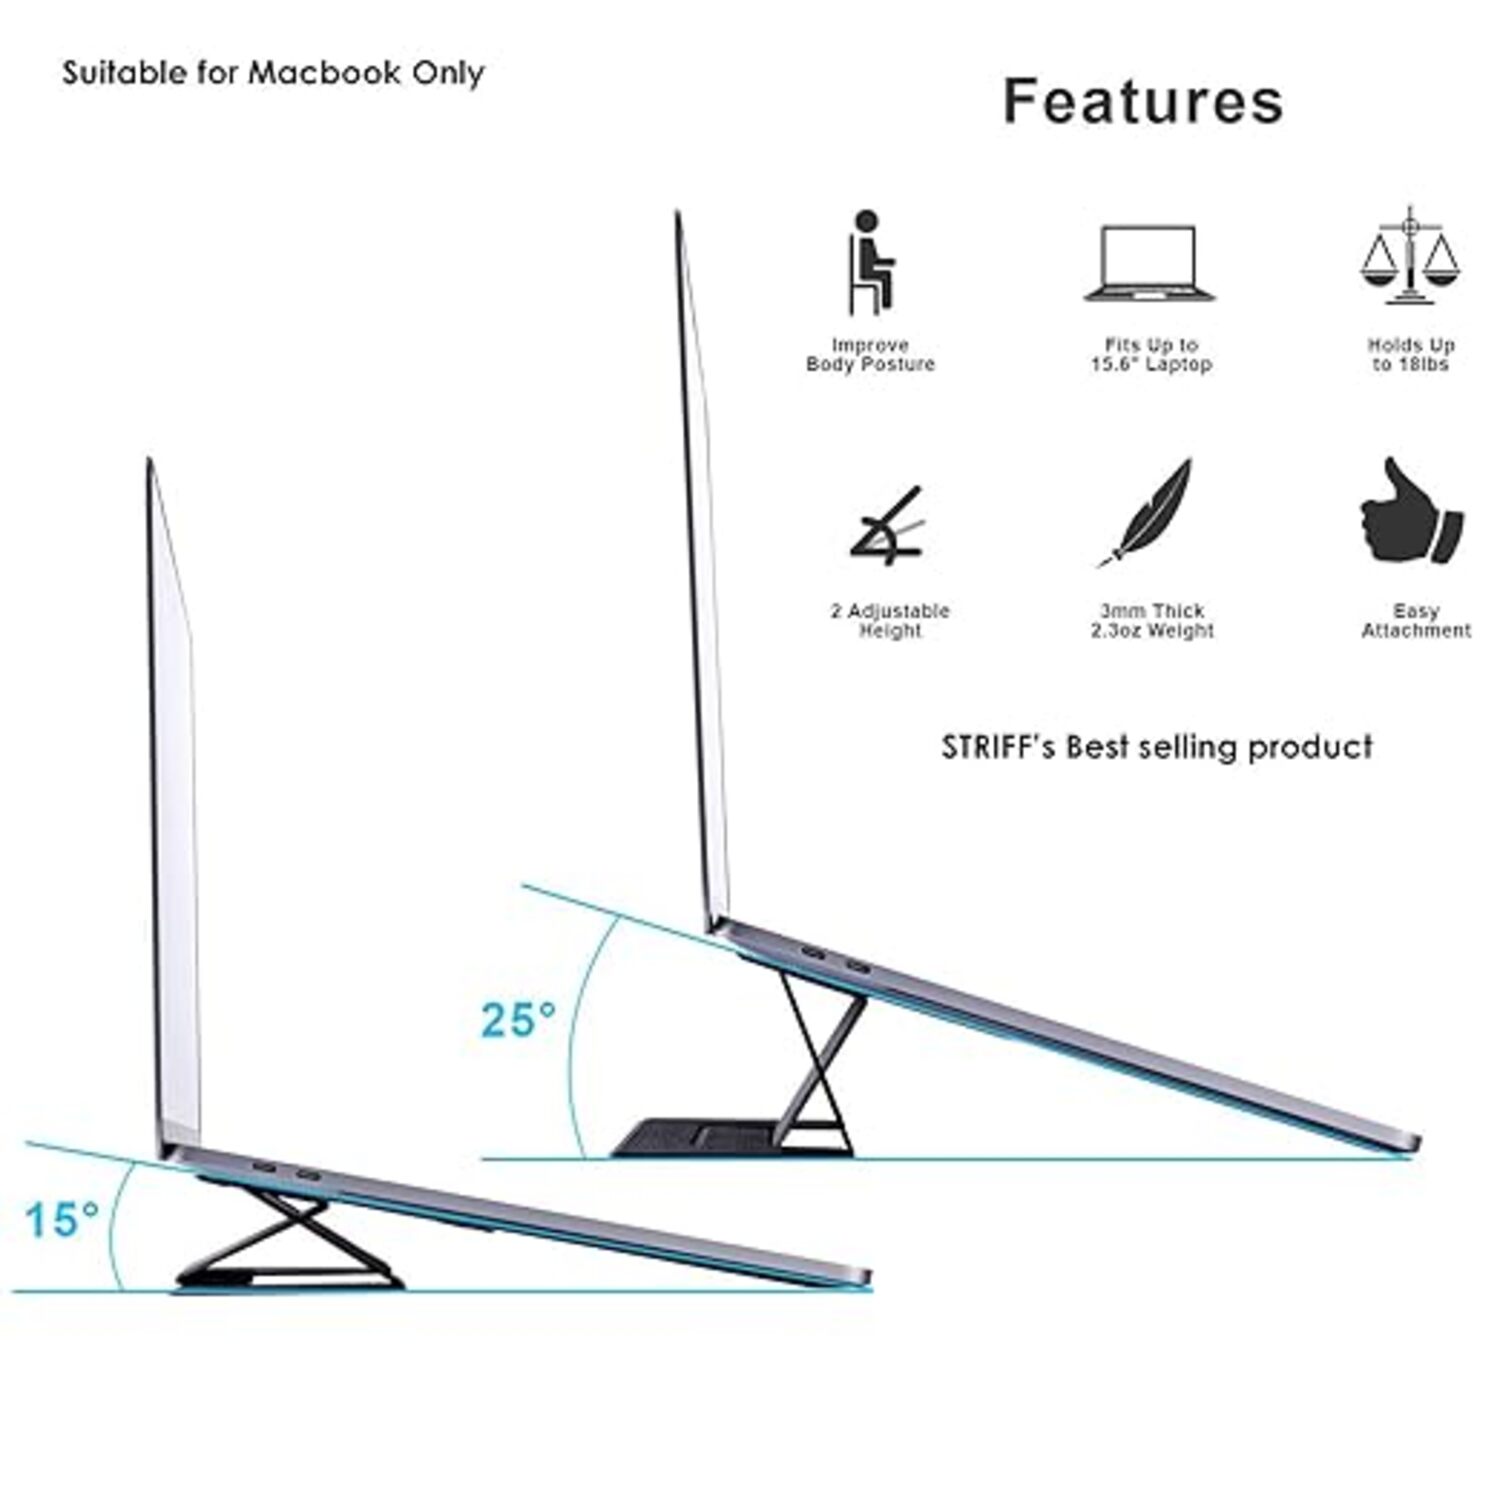 Suitable for Macbook Only
Features
Improve
Body Posture
Fits Up to
15.6" Laptop
Holds Up
to 18lbs
2 Adjustable
Height
3mm Thick
2.3oz Weight
Easy
Attachment
STRIFF's Best selling product
25°
15°